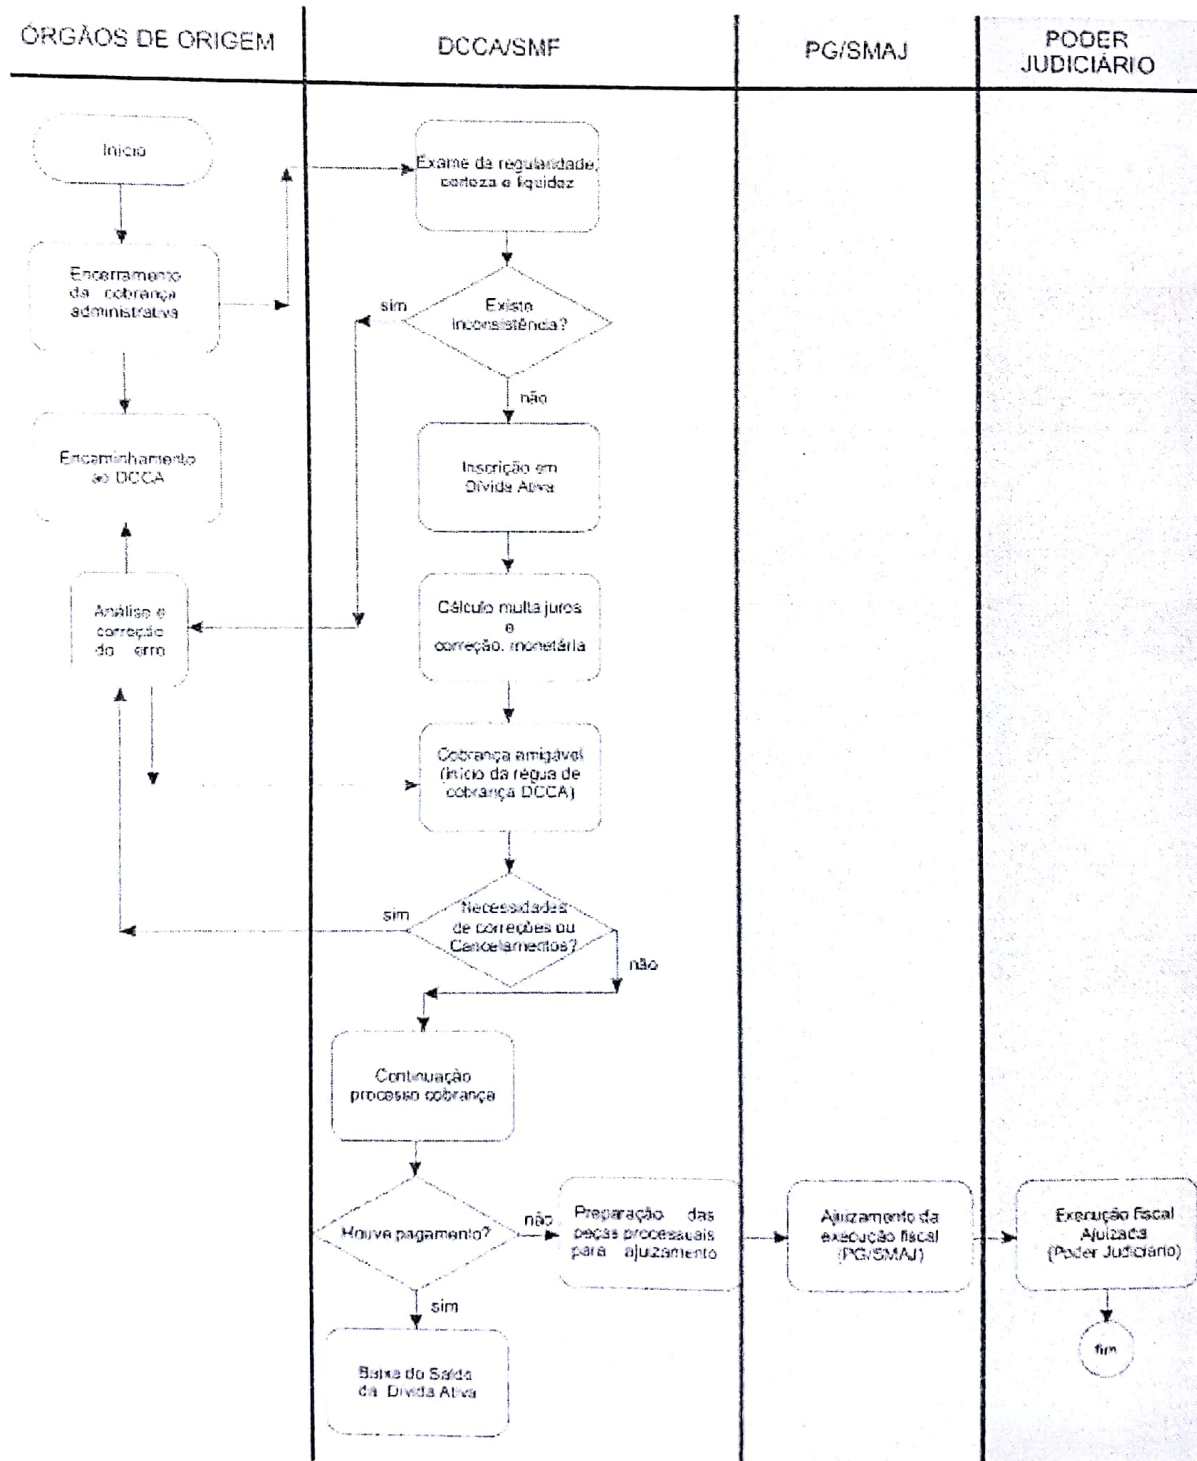 ÓRGÃOS DE ORIGEM
DCCA/SMF
PG/SMAJ
PODER
JUDICIÁRIO
Início
Encerramento
da cobrança
administrativa
Encaminhamento
ao DCCA
Análise e
correção
do erro
Exame da regularidade,
certeza e liquidez
Existe
inconsistência?
sim
não
Inscrição em
Dívida Ativa
Cálculo multa juros
e
correção. monetária
Cobrança amigável
(início da régua de
cobrança DCCA)
Necessidades
de correções ou
Cancelamentos?
sim
não
Continuação
processo cobrança
Houve pagamento?
não
sim
Baixa do Saldo
da Dívida Ativa
Preparação das
peças processuais
para ajuizamento
Ajuizamento da
execução fiscal
(PG/SMAJ)
Execução fiscal
Ajuizada
(Poder Judiciário)
fim